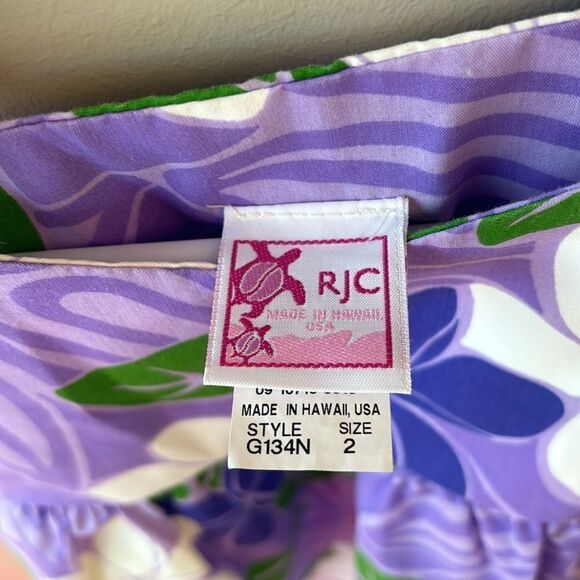 RJC
MADE IN HAWAII,
USA
MADE IN HAWAII, USA
STYLE SIZE
G134N 2